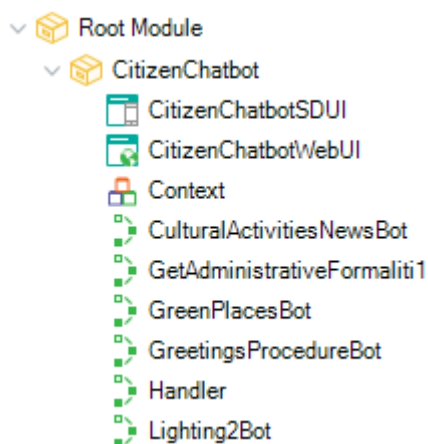 Root Module
CitizenChatbot
CitizenChatbotSDUI
CitizenChatbotWebUI
Context
CulturalActivitiesNewsBot
GetAdministrativeFormaliti1
GreenPlacesBot
GreetingsProcedureBot
Handler
Lighting2Bot